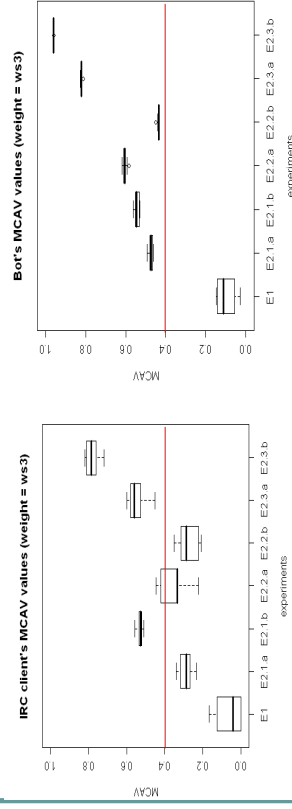 Bot's MCAV values (weight = ws3)
MCAV
1.0
0.8
0.6
0.4
0.2
0.0
E1
E2.1.a
E2.1.b
E2.2.a
E2.2.b
E2.3.a
E2.3.b
experiments
IRC client's MCAV values (weight = ws3)
MCAV
1.0
0.8
0.6
0.4
0.2
0.0
E1
E2.1.a
E2.1.b
E2.2.a
E2.2.b
E2.3.a
E2.3.b
experiments